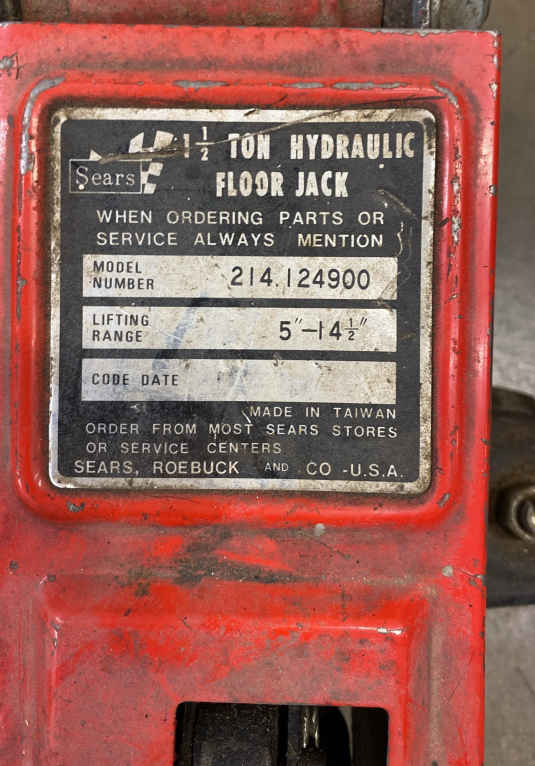 1 1/2 TON HYDRAULIC
Sears
FLOOR JACK
WHEN ORDERING PARTS OR
SERVICE ALWAYS MENTION
MODEL NUMBER 214.124900
LIFTING RANGE 5"-14 1/2"
CODE DATE
MADE IN TAIWAN
ORDER FROM MOST SEARS STORES
OR SERVICE CENTERS
SEARS, ROEBUCK AND CO -U.S.A.